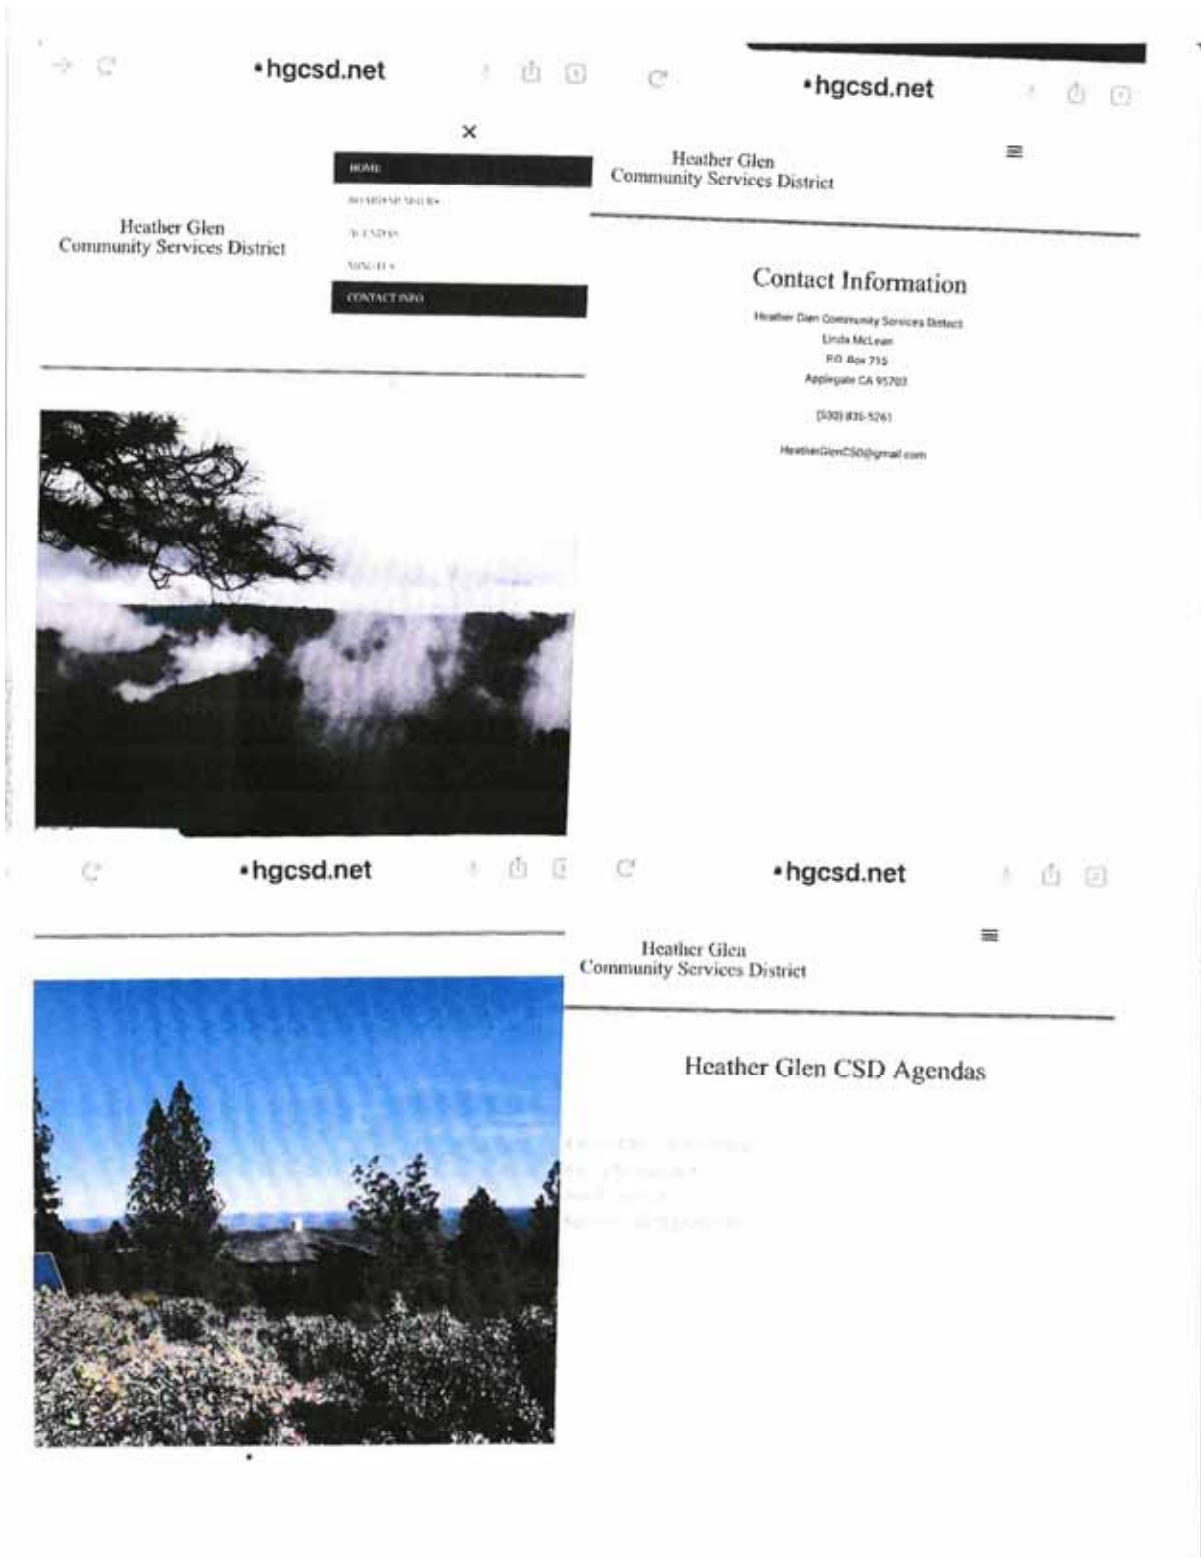 hgcsd.net
HOME
AGENDAS
MINUTES
CONTACT INFO
Heather Glen
Community Services District
hgcsd.net
Heather Glen
Community Services District
Contact Information
Heather Glen Community Services District
Linda McLean
P.O. Box 715
Applegate CA 95703
HeatherGlenCSD@gmail.com
hgcsd.net
hgcsd.net
Heather Glen
Community Services District
Heather Glen CSD Agendas